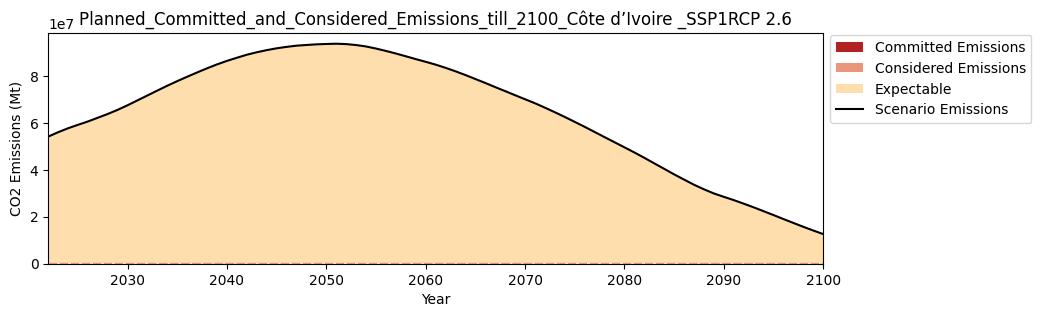 Planned_Committed_and_Considered_Emissions_till_2100_Côte d’Ivoire _SSP1RCP 2.6
1e7
CO2 Emissions (Mt)
8
6
4
2
0
2030 2040 2050 2060 2070 2080 2090 2100
Year
Committed Emissions
Considered Emissions
Expectable
Scenario Emissions